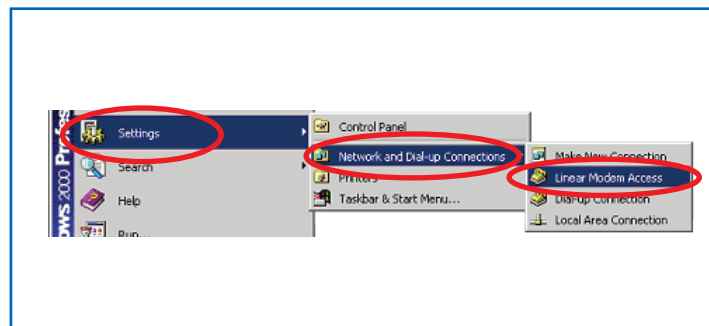 Settings
Search
Help
Run...
Control Panel
Network and Dial-up Connections
Printers
Taskbar & Start Menu...
Make New Connection
Linear Modem Access
Dial-up Connection
Local Area Connection
2000 Profes